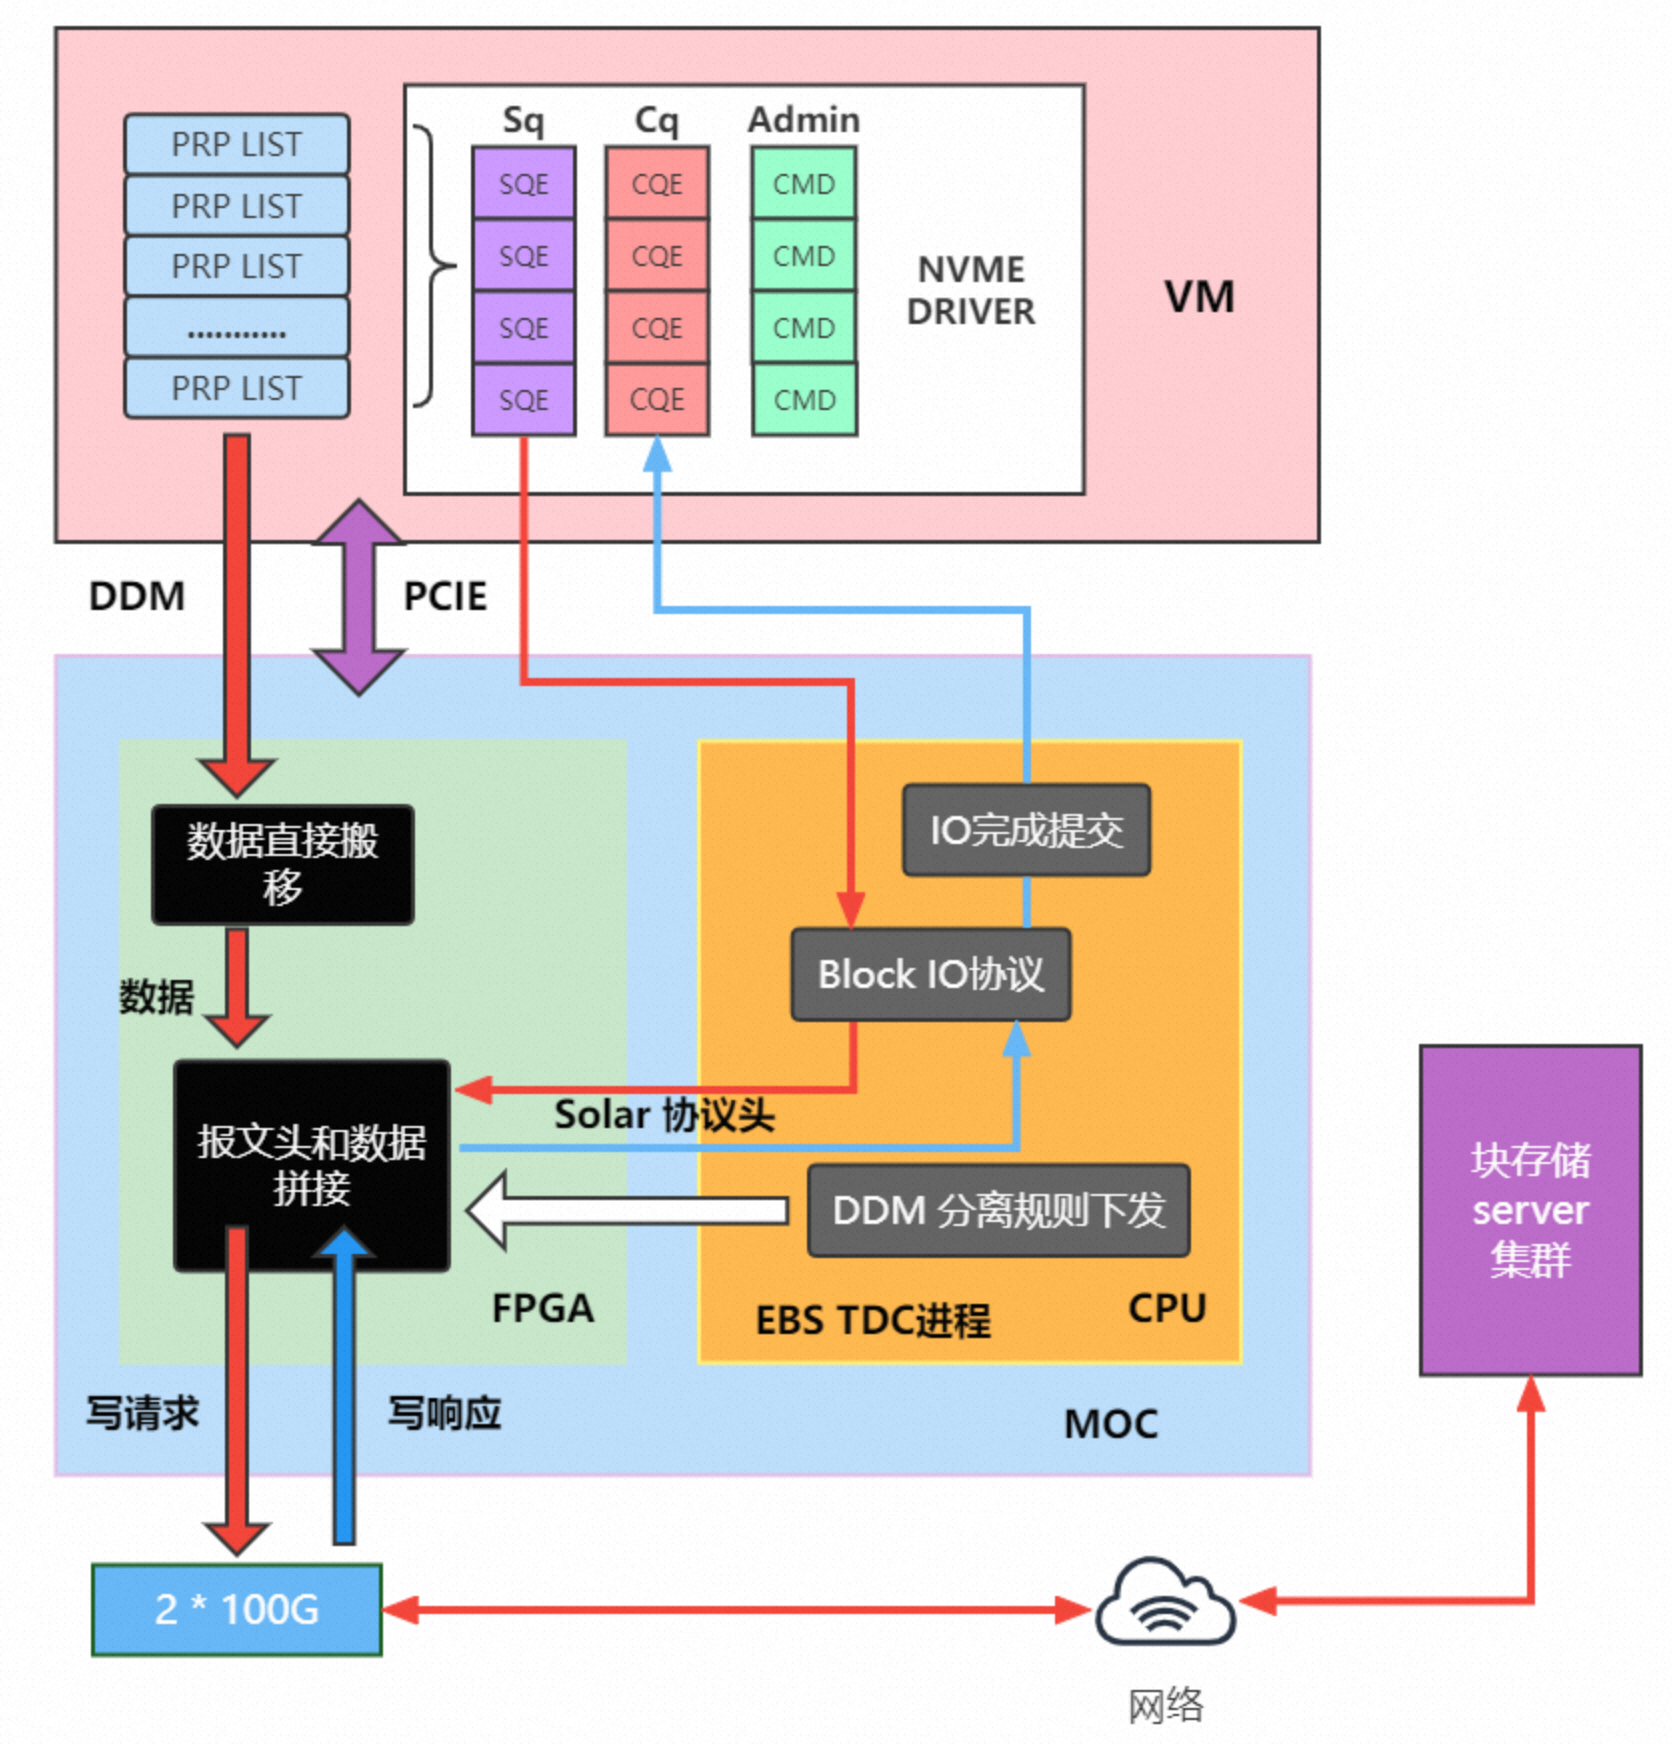 PRP LIST
PRP LIST
PRP LIST
...........
PRP LIST
Sq
Cq
Admin
SQE
CQE
CMD
SQE
CQE
CMD
SQE
CQE
CMD
SQE
CQE
CMD
NVME
DRIVER
VM
DDM
PCIE
数据直接搬
移
数据
报文头和数据
拼接
FPGA
IO完成提交
Block IO协议
Solar 协议头
DDM 分离规则下发
EBS TDC进程
CPU
写请求
写响应
MOC
块存储
server
集群
2 * 100G
网络